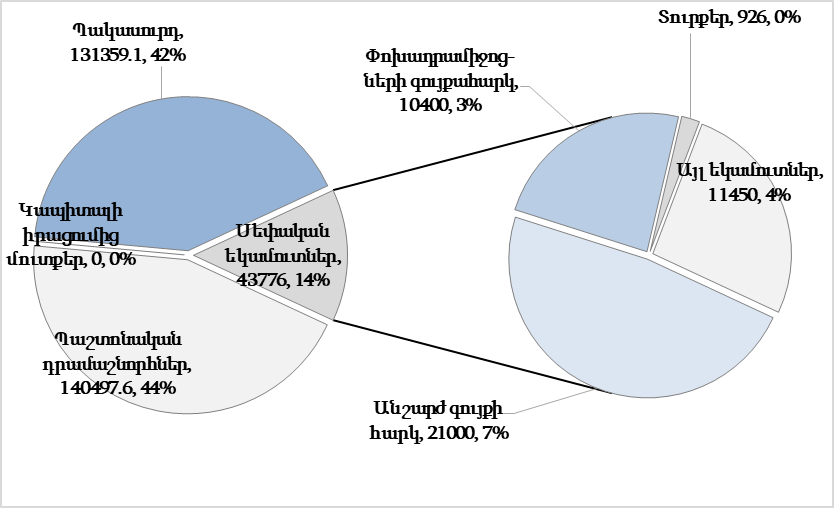 Պակասուրդ,
131359.1, 42%
Կապիտալի
իրացումից
մուտքեր, 0, 0%
Սեփական
եկամուտներ,
43776, 14%
Պաշտոնական
դրամաշնորհներ,
140497.6, 44%
Փոխադրամիջոց-
ների գույքահարկ,
10400, 3%
Տուրքեր, 926, 0%
Այլ եկամուտներ,
11450, 4%
Անշարժ գույքի
հարկ, 21000, 7%